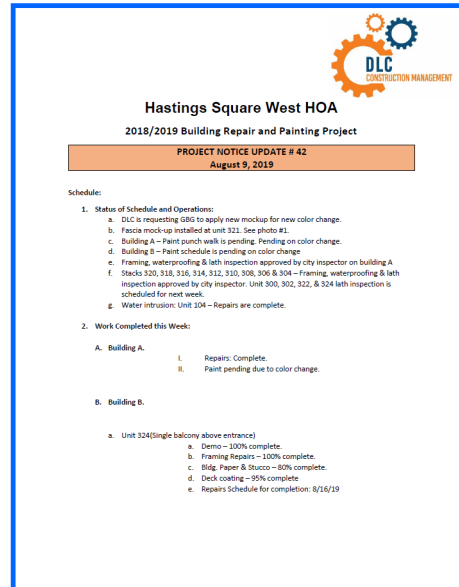 DLC
CONSTRUCTION MANAGEMENT
Hastings Square West HOA
2018/2019 Building Repair and Painting Project
PROJECT NOTICE UPDATE # 42
August 9, 2019
Schedule:
1. Status of Schedule and Operations:
a. DLC is requesting GBG to apply new mockup for new color change.
b. Fascia mock-up installed at unit 321. See photo #1.
c. Building A – Paint punch walk is pending. Pending on color change.
d. Building B – Paint schedule is pending on color change
e. Framing, waterproofing & lath inspection approved by city inspector on building A
f. Stacks 320, 318, 316, 314, 312, 310, 308, 306 & 304 – Framing, waterproofing & lath
inspection approved by city inspector. Unit 300, 302, 322, & 324 lath inspection is
scheduled for next week.
g. Water intrusion: Unit 104 – Repairs are complete.
2. Work Completed this Week:
A. Building A.
I. Repairs: Complete.
II. Paint pending due to color change.
B. Building B.
a. Unit 324(Single balcony above entrance)
a. Demo – 100% complete.
b. Framing Repairs – 100% complete.
c. Bldg. Paper & Stucco – 80% complete.
d. Deck coating – 95% complete
e. Repairs Schedule for completion: 8/16/19